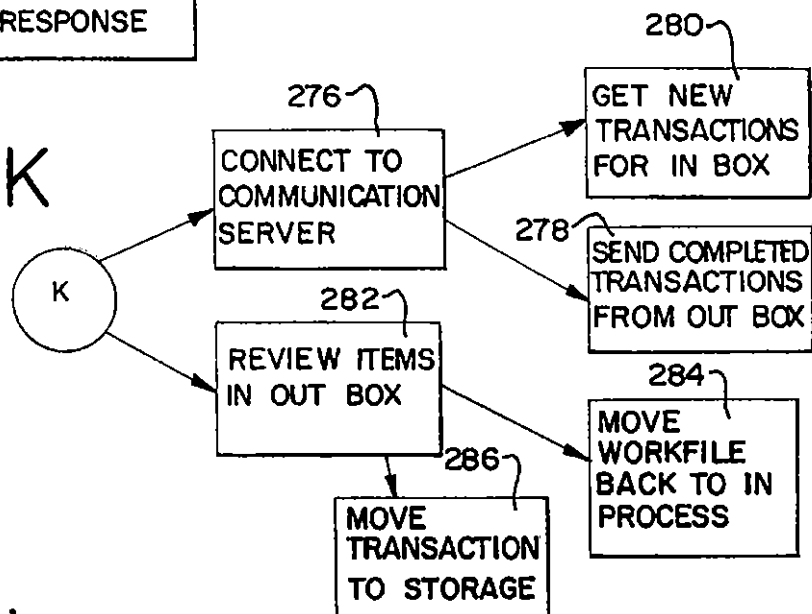 RESPONSE
280
276
GET NEW
TRANSACTIONS
FOR IN BOX
K
CONNECT TO
COMMUNICATION
SERVER
278
SEND COMPLETED
TRANSACTIONS
FROM OUT BOX
K
282
REVIEW ITEMS
IN OUT BOX
284
MOVE
WORKFILE
BACK TO IN
PROCESS
286
MOVE
TRANSACTION
TO STORAGE